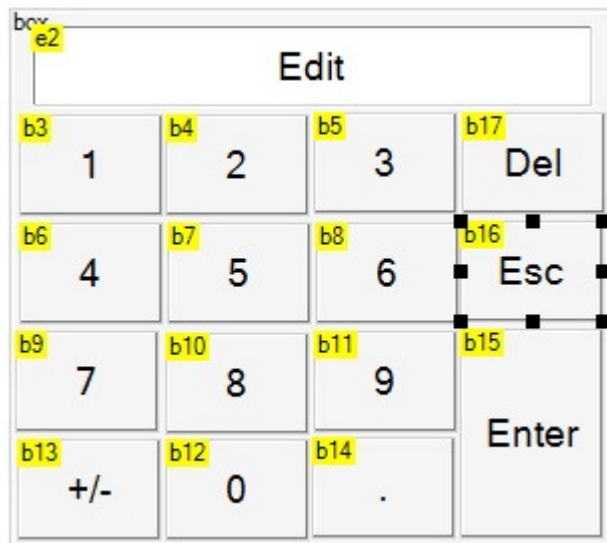 box
e2
Edit
b3 b4 b5 b17
1 2 3 Del
b6 b7 b8 b16
4 5 6 Esc
b9 b10 b11 b15
7 8 9
Enter
b13 b12 b14
+/- 0 .